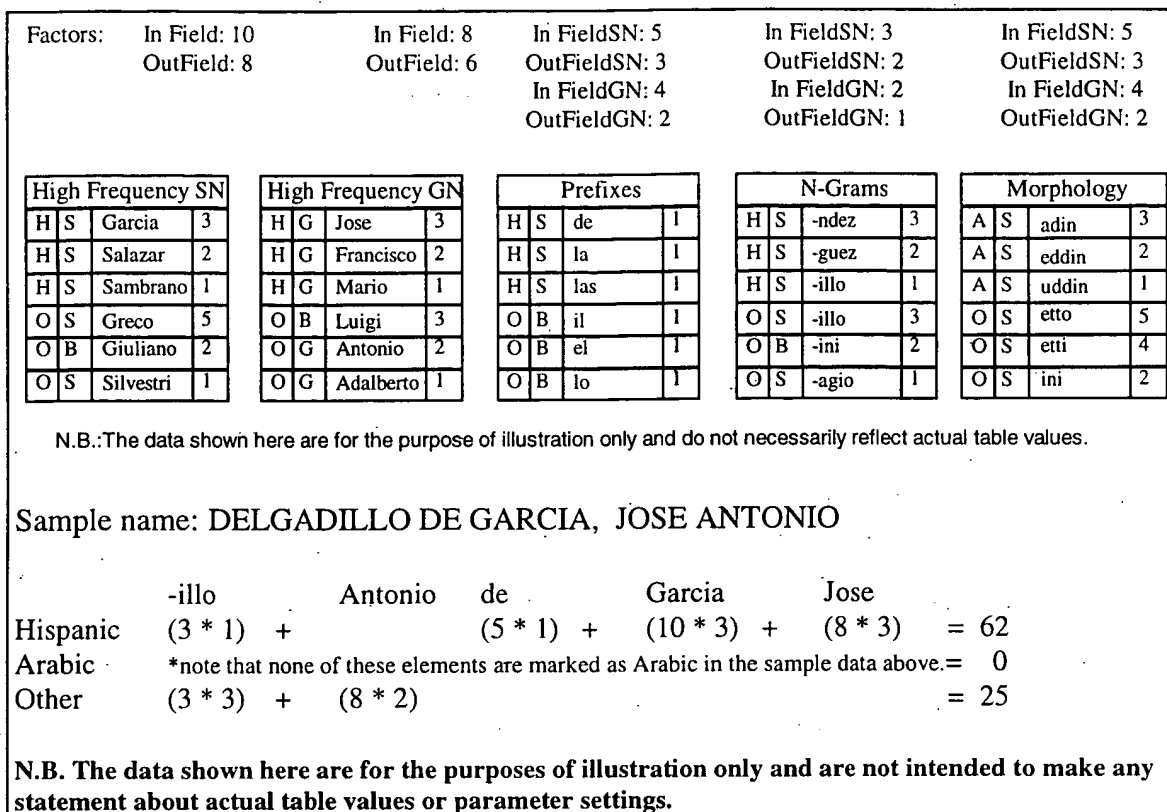 Factors: In Field: 10 In Field: 8 In FieldSN: 5 In FieldSN: 3 In FieldSN: 5
OutField: 8 OutField: 6 OutFieldSN: 3 OutFieldSN: 2 OutFieldSN: 3
In FieldGN: 4 In FieldGN: 2 In FieldGN: 4
OutFieldGN: 2 OutFieldGN: 1 OutFieldGN: 2
High Frequency SN High Frequency GN Prefixes N-Grams Morphology
H S Garcia 3 H G Jose 3 H S de 1 H S -ndez 3 A S adin 3
H S Salazar 2 H G Francisco 2 H S la 1 H S -guez 2 A S eddin 2
H S Sambrano 1 H G Mario 1 H S las 1 H S -illo 1 A S uddin 1
O S Greco 5 O B Luigi 3 O B il 1 O S -illo 3 O S etto 5
O B Giuliano 2 O G Antonio 2 O B el 1 O B -ini 2 O S etti 4
O S Silvestri 1 O G Adalberto 1 O B lo 1 O S -agio 1 O S ini 2
N.B.:The data shown here are for the purpose of illustration only and do not necessarily reflect actual table values.
Sample name: DELGADILLO DE GARCIA, JOSE ANTONIO
-illo Antonio de Garcia Jose
Hispanic (3 * 1) + (5 * 1) + (10 * 3) + (8 * 3) = 62
Arabic *note that none of these elements are marked as Arabic in the sample data above.= 0
Other (3 * 3) + (8 * 2) = 25
N.B. The data shown here are for the purposes of illustration only and are not intended to make any
statement about actual table values or parameter settings.